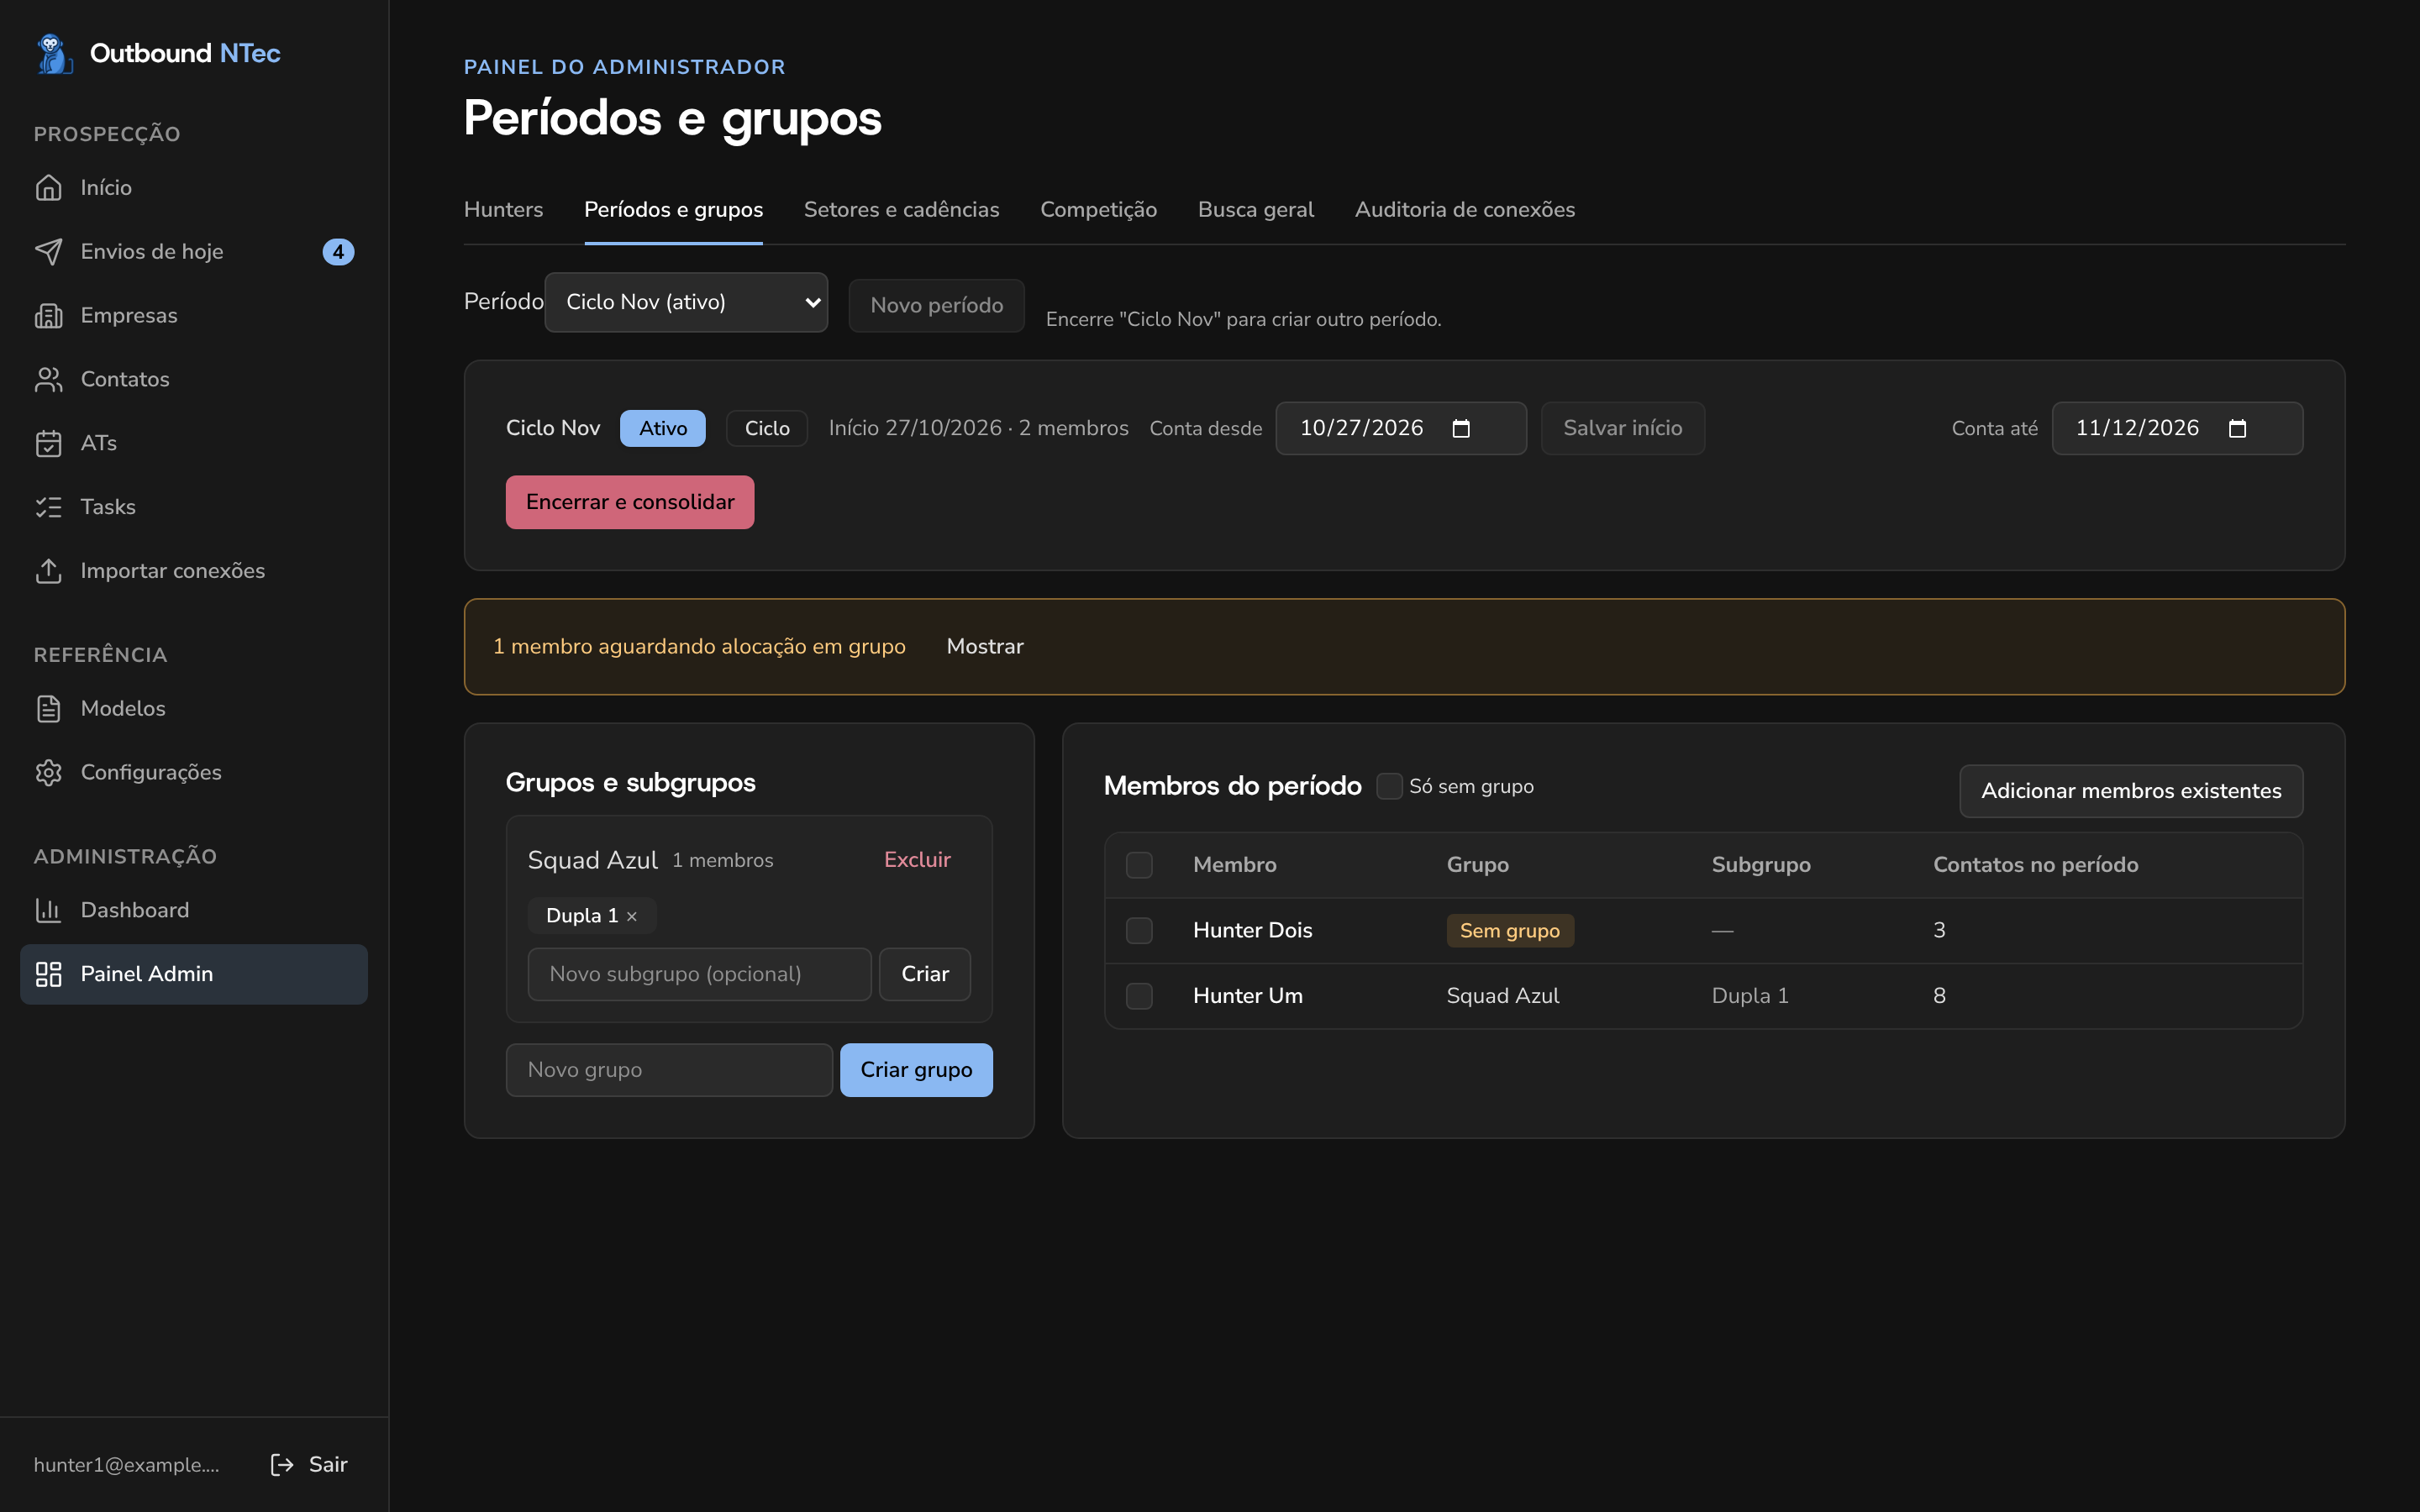 Outbound NTec
PROSPECÇÃO
Início
Envios de hoje 4
Empresas
Contatos
ATs
Tasks
Importar conexões
REFERÊNCIA
Modelos
Configurações
ADMINISTRAÇÃO
Dashboard
Painel Admin
hunter1@example.... Sair
PAINEL DO ADMINISTRADOR
Períodos e grupos
Hunters Períodos e grupos Setores e cadências Competição Busca geral Auditoria de conexões
Período Ciclo Nov (ativo) Novo período Encerre "Ciclo Nov" para criar outro período.
Ciclo Nov Ativo Ciclo Início 27/10/2026 · 2 membros Conta desde 10/27/2026 Salvar início Conta até 11/12/2026
Encerrar e consolidar
1 membro aguardando alocação em grupo Mostrar
Grupos e subgrupos
Squad Azul 1 membros Excluir
Dupla 1 ×
Novo subgrupo (opcional) Criar
Novo grupo Criar grupo
Membros do período Só sem grupo Adicionar membros existentes
Membro Grupo Subgrupo Contatos no período
Hunter Dois Sem grupo — 3
Hunter Um Squad Azul Dupla 1 8